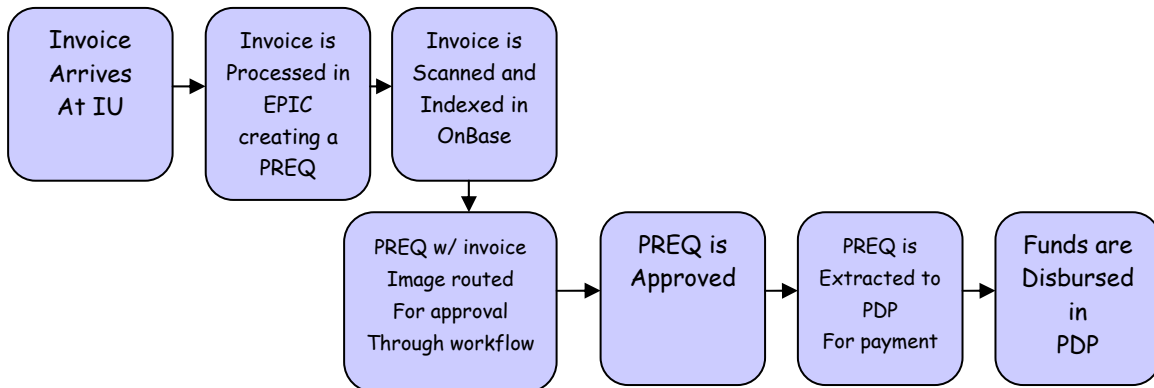 Invoice
Arrives
At IU
Invoice is
Processed in
EPIC
creating a
PREQ
Invoice is
Scanned and
Indexed in
OnBase
PREQ w/ invoice
Image routed
For approval
Through workflow
PREQ is
Approved
PREQ is
Extracted to
PDP
For payment
Funds are
Disbursed
in
PDP